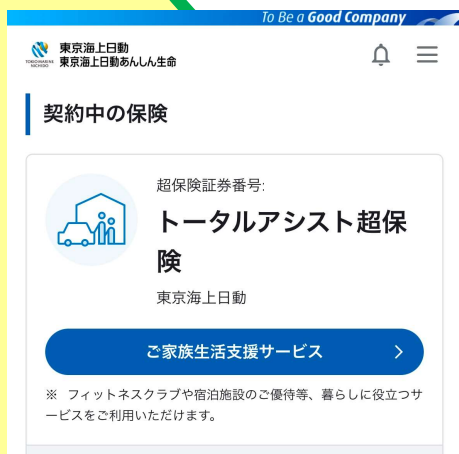 To Be a Good Company
東京海上日動
東京海上日動あんしん生命
TOKIO MARINE
NICHIDO
契約中の保険
超保険証券番号:
トータルアシスト超保
険
東京海上日動
ご家族生活支援サービス
※ フィットネスクラブや宿泊施設のご優待等、暮らしに役立つサ
ービスをご利用いただけます。